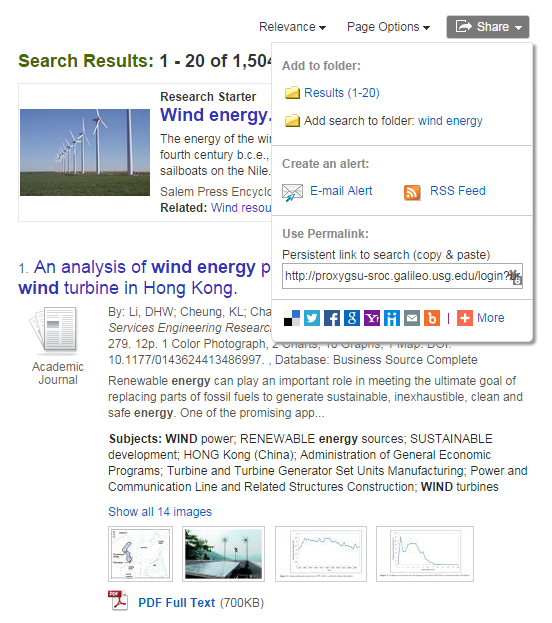 Relevance Page Options Share
Search Results: 1 - 20 of 1,504
Add to folder:
Results (1-20)
Add search to folder: wind energy
Create an alert:
E-mail Alert RSS Feed
Use Permalink:
Persistent link to search (copy & paste)
http://proxygsu-sroc.galileo.usg.edu/login?
| More
Research Starter
Wind energy.
The energy of the wi
fourth century b.c.e.,
sailboats on the Nile.
Salem Press Encyclo
Related: Wind resou
1. An analysis of wind energy p
wind turbine in Hong Kong.
Academic
Journal
By: Li, DHW; Cheung, KL; Cha
Services Engineering Resear
279. 12p. 1 Color Photograph, 2 Charts, 10 Graphs, 1 Map. DOI:
10.1177/0143624413486997. , Database: Business Source Complete
Renewable energy can play an important role in meeting the ultimate goal of
replacing parts of fossil fuels to generate sustainable, inexhaustible, clean and
safe energy. One of the promising app...
Subjects: WIND power; RENEWABLE energy sources; SUSTAINABLE
development; HONG Kong (China); Administration of General Economic
Programs; Turbine and Turbine Generator Set Units Manufacturing; Power and
Communication Line and Related Structures Construction; WIND turbines
Show all 14 images
PDF Full Text (700KB)